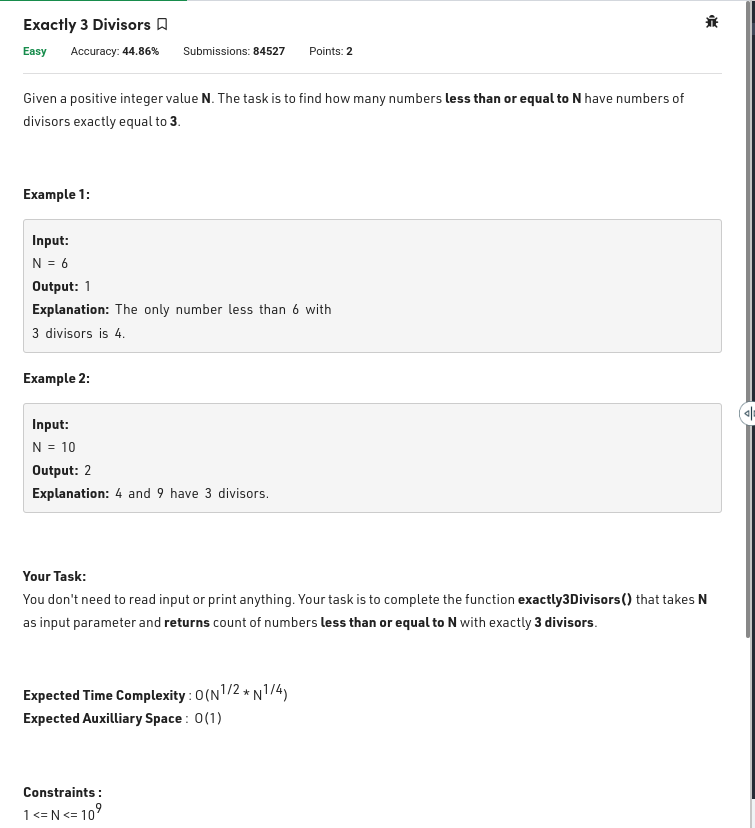 Exactly 3 Divisors
Easy Accuracy: 44.86% Submissions: 84527 Points: 2
Given a positive integer value N. The task is to find how many numbers less than or equal to N have numbers of
divisors exactly equal to 3.
Example 1:
Input:
N = 6
Output: 1
Explanation: The only number less than 6 with
3 divisors is 4.
Example 2:
Input:
N = 10
Output: 2
Explanation: 4 and 9 have 3 divisors.
Your Task:
You don't need to read input or print anything. Your task is to complete the function exactly3Divisors() that takes N
as input parameter and returns count of numbers less than or equal to N with exactly 3 divisors.
Expected Time Complexity : O(N^1/2 * N^1/4)
Expected Auxilliary Space : O(1)
Constraints :
1 <= N <= 10^9